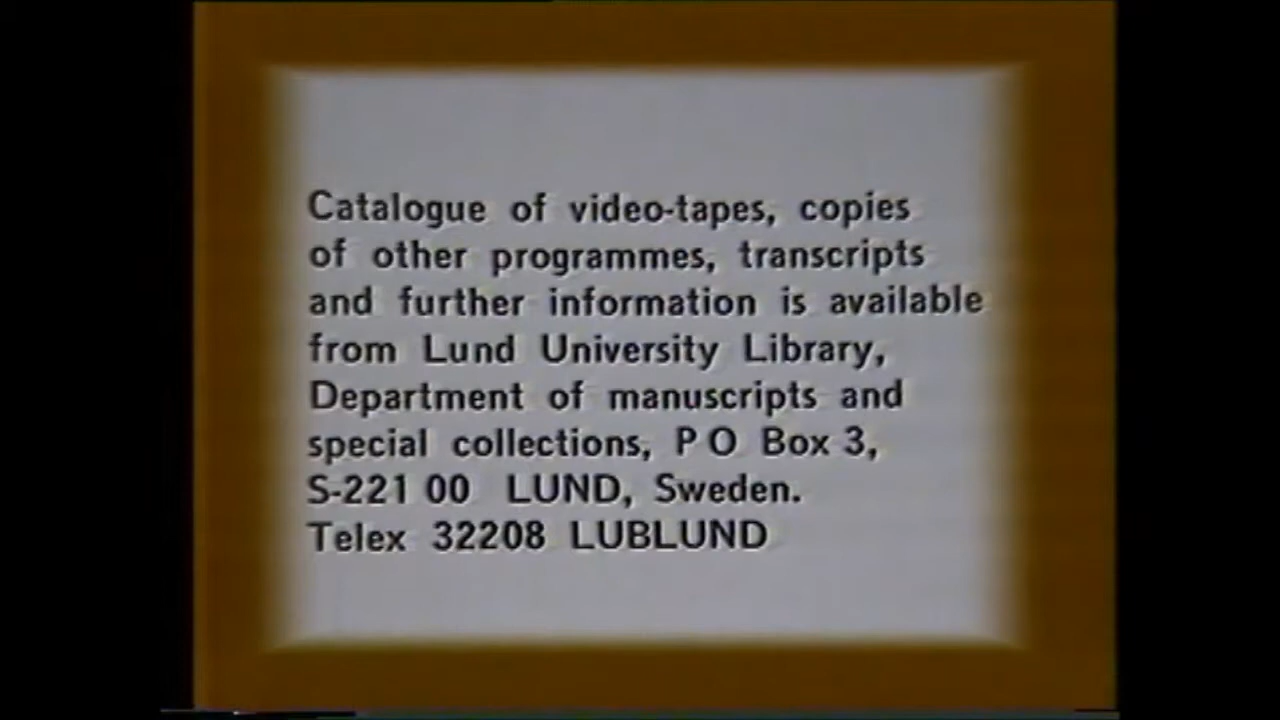 Catalogue of video-tapes, copies
of other programmes, transcripts
and further information is available
from Lund University Library,
Department of manuscripts and
special collections, P O Box 3,
S-221 00 LUND, Sweden.
Telex 32208 LUBLUND